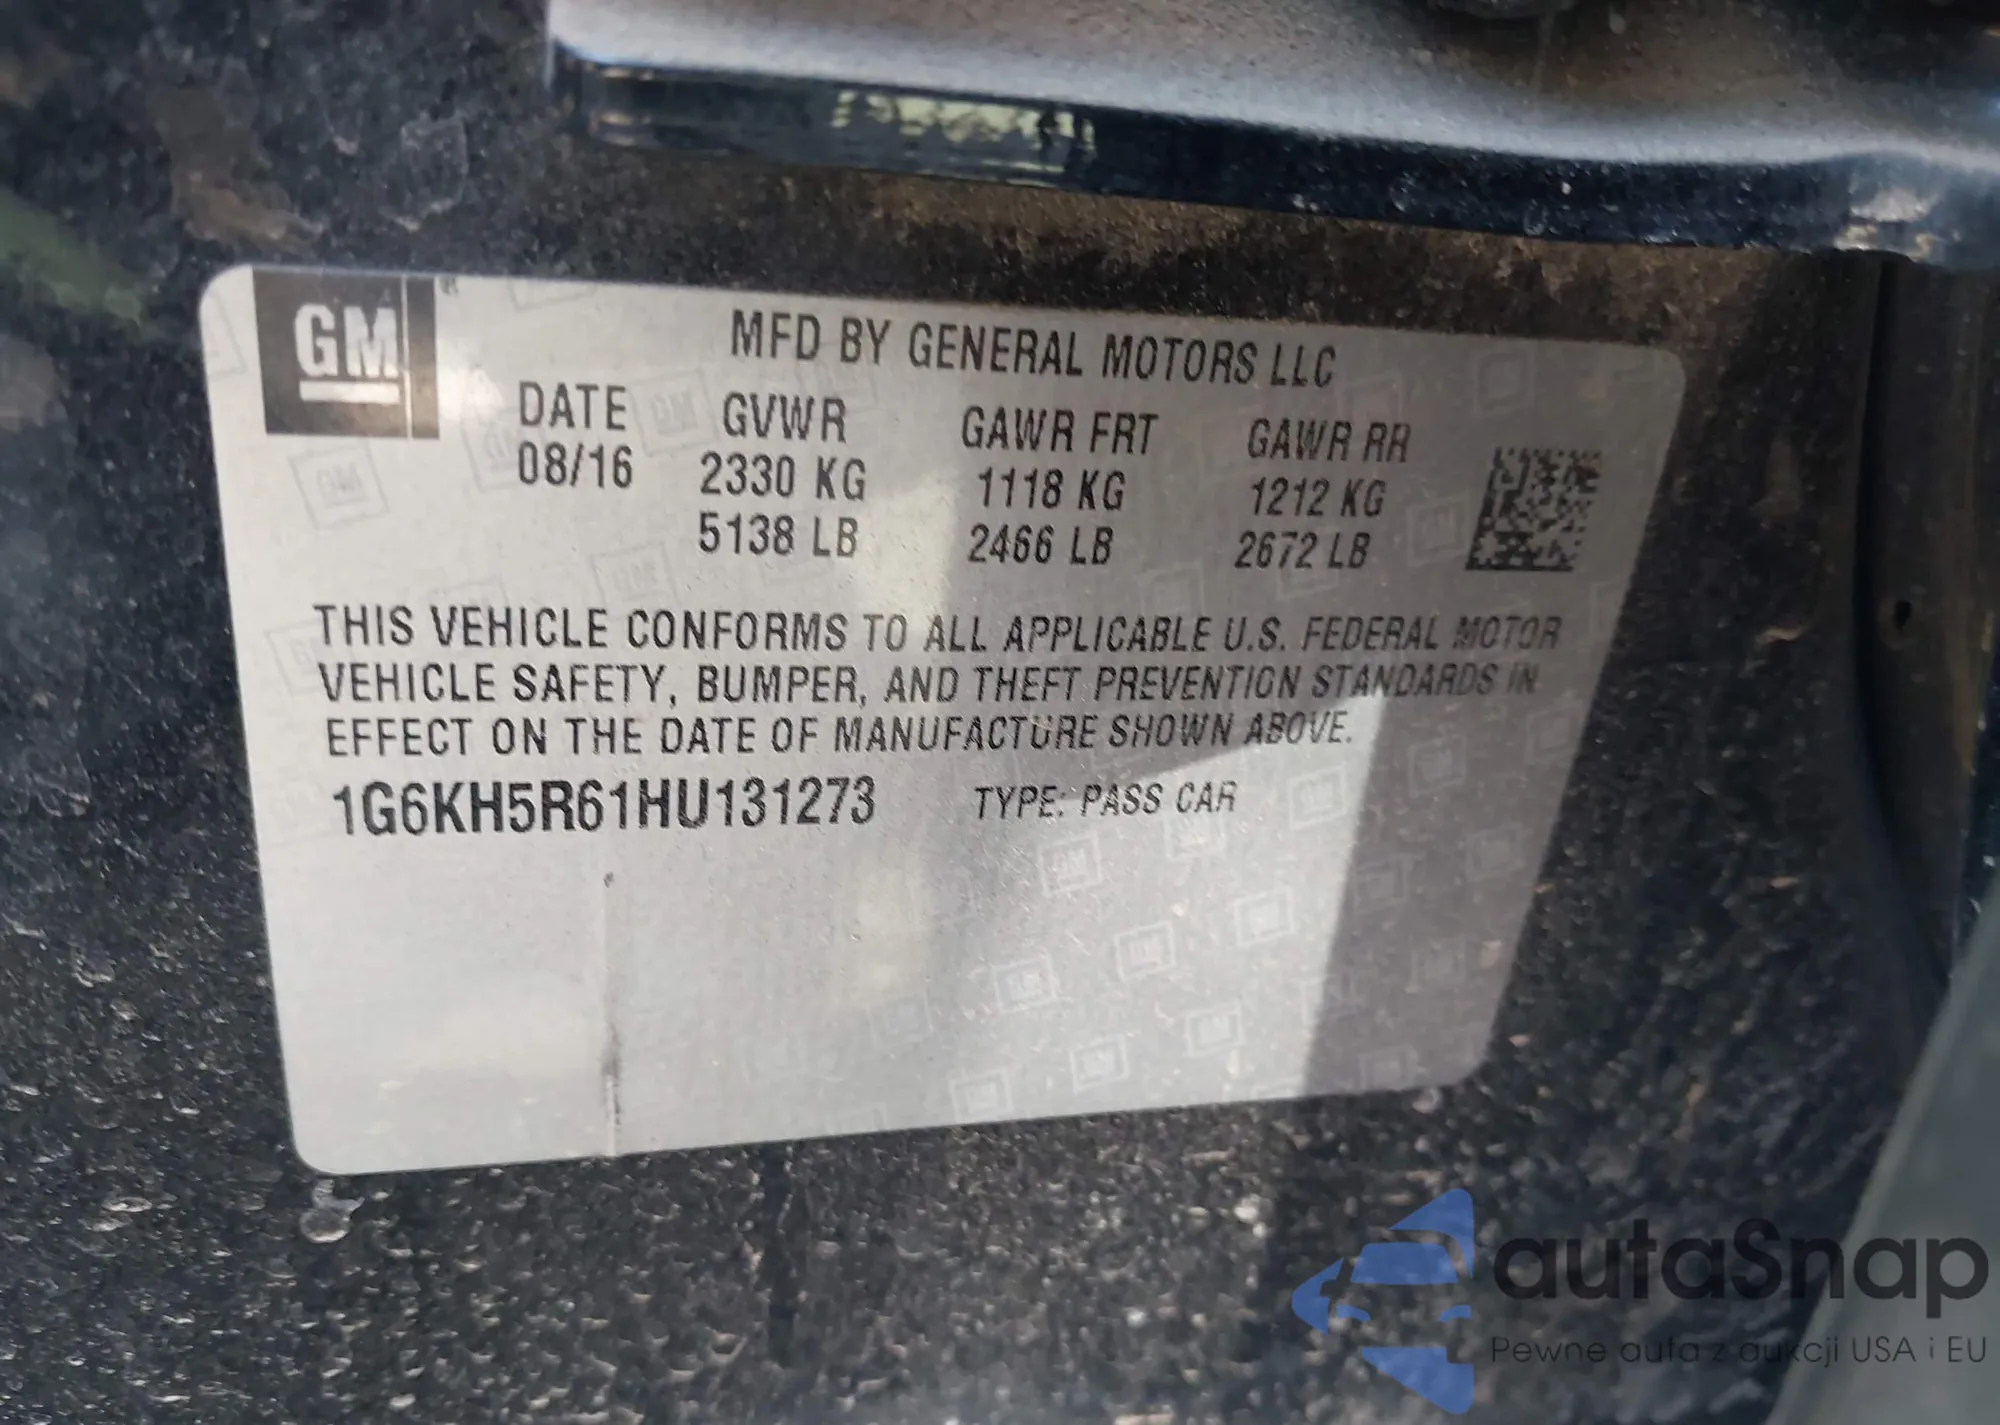 GM
MFD BY GENERAL MOTORS LLC
DATE GVWR GAWR FRT GAWR RR
08/16 2330 KG 1118 KG 1212 KG
5138 LB 2466 LB 2672 LB
THIS VEHICLE CONFORMS TO ALL APPLICABLE U.S. FEDERAL MOTOR
VEHICLE SAFETY, BUMPER, AND THEFT PREVENTION STANDARDS IN
EFFECT ON THE DATE OF MANUFACTURE SHOWN ABOVE.
1G6KH5R61HU131273 TYPE: PASS CAR
autaSnap
Pewne auta z aukcji USA i EU